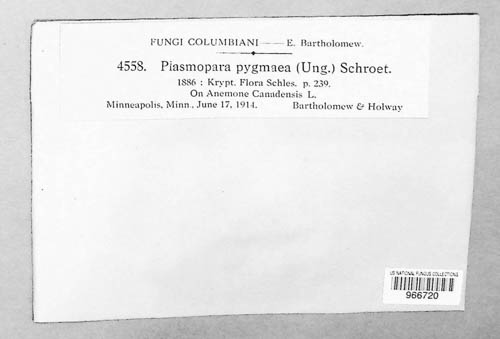 FUNGI COLUMBIANI — — E. Bartholomew.
4558. Plasmopara pygmaea (Ung.) Schroet.
1886 : Krypt. Flora Schles. p. 239.
On Anemone Canadensis L.
Minneapolis, Minn., June 17, 1914. Bartholomew & Holway
US NATIONAL FUNGUS COLLECTIONS
966720